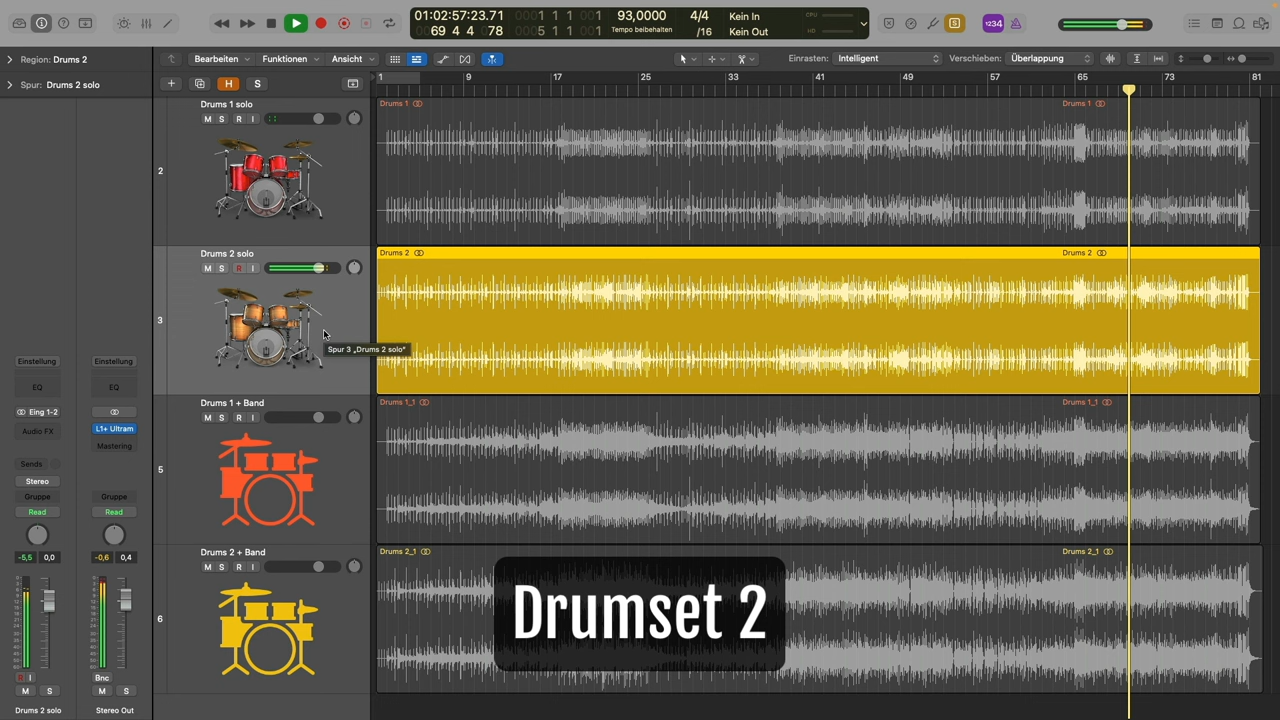 01:02:57:23.71
69 4 4 78
1 1 1 001
5 1 1 001
93,0000
Tempo beibehalten
4/4
/16
Kein In
Kein Out
CPU
HD
1234
Region: Drums 2
Spur: Drums 2 solo
Bearbeiten
Funktionen
Ansicht
Einrasten: Intelligent
Verschieben: Überlappung
H
S
1 9 17 25 33 41 49 57 65 73 81
Drums 1 solo
M S R I
2
Drums 1
Drums 1
Drums 2 solo
M S R I
3
Spur 3 „Drums 2 solo“
Drums 2
Drums 2
Drums 1 + Band
M S R I
5
Drums 1_1
Drums 1_1
Drums 2 + Band
M S R I
6
Drums 2_1
Drums 2_1
Drumset 2
Einstellung
EQ
Eing 1-2
Audio FX
Sends
Stereo
Gruppe
Read
-5,5 0,0
R I
M S
Drums 2 solo
Einstellung
EQ
L1+ Ultram
Mastering
Gruppe
Read
-0,6 0,4
Bnc
M S
Stereo Out